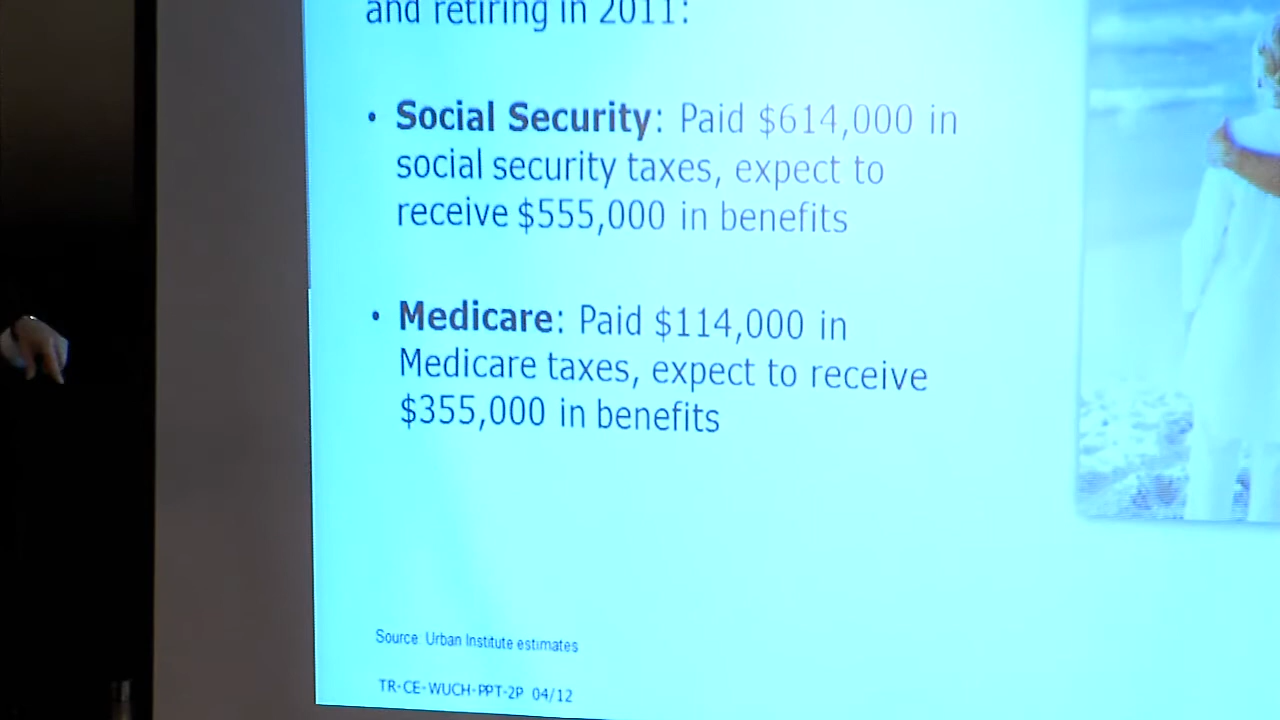 and retiring in 2011:
• Social Security: Paid $614,000 in
social security taxes, expect to
receive $555,000 in benefits
• Medicare: Paid $114,000 in
Medicare taxes, expect to receive
$355,000 in benefits
Source Urban Institute estimates
TR-CE-WUCH-PPT-2P 04/12